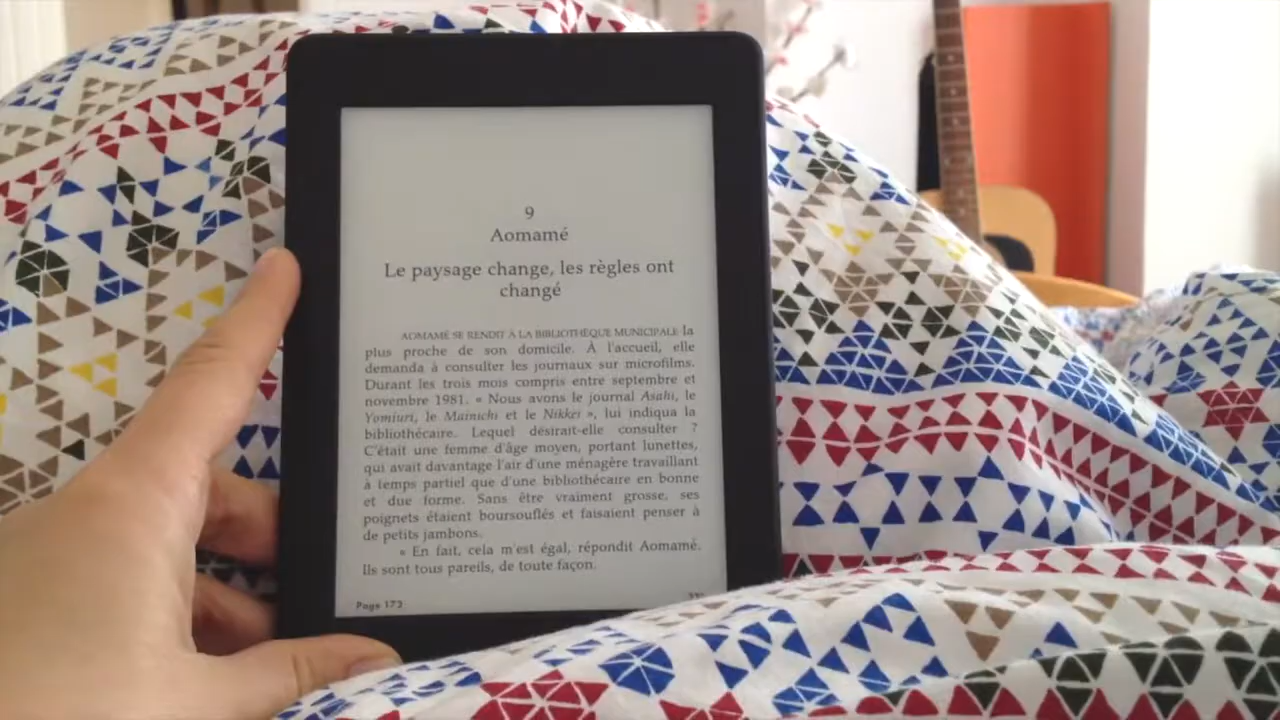 9
Aomamé
Le paysage change, les règles ont
changé
AOMAMÉ SE RENDIT À LA BIBLIOTHÈQUE MUNICIPALE la
plus proche de son domicile. À l'accueil, elle
demanda à consulter les journaux sur microfilms.
Durant les trois mois compris entre septembre et
novembre 1981. « Nous avons le journal Asahi, le
Yomiuri, le Mainichi et le Nikkei », lui indiqua la
bibliothécaire. Lequel désirait-elle consulter ?
C'était une femme d'âge moyen, portant lunettes,
qui avait davantage l'air d'une ménagère travaillant
à temps partiel que d'une bibliothécaire en bonne
et due forme. Sans être vraiment grosse, ses
poignets étaient boursouflés et faisaient penser à
de petits jambons.
« En fait, cela m'est égal, répondit Aomamé.
Ils sont tous pareils, de toute façon.
Page 173